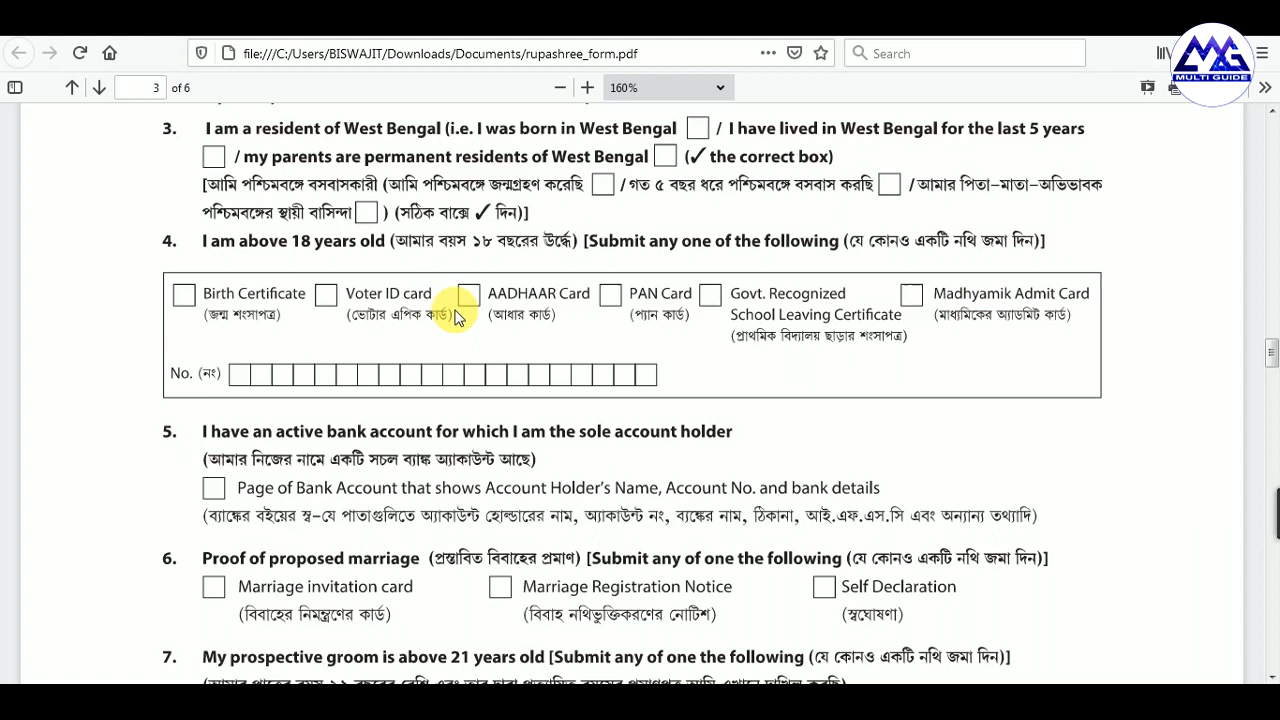 file:///C:/Users/BISWAJIT/Downloads/Documents/rupashree_form.pdf
Search
MULTI GUIDE
3 of 6
160%
3. I am a resident of West Bengal (i.e. I was born in West Bengal / I have lived in West Bengal for the last 5 years
/ my parents are permanent residents of West Bengal (✓ the correct box)
[আমি পশ্চিমবঙ্গে বসবাসকারী (আমি পশ্চিমবঙ্গে জন্মগ্রহণ করেছি / গত ৫ বছর ধরে পশ্চিমবঙ্গে বসবাস করছি / আমার পিতা-মাতা-অভিভাবক
পশ্চিমবঙ্গের স্থায়ী বাসিন্দা ) (সঠিক বাক্সে ✓ দিন)]
4. I am above 18 years old (আমার বয়স ১৮ বছরের উর্দ্ধে) [Submit any one of the following (যে কোনও একটি নথি জমা দিন)]
Birth Certificate Voter ID card AADHAAR Card PAN Card Govt. Recognized Madhyamik Admit Card
(জন্ম শংসাপত্র) (ভোটার এপিক কার্ড) (আধার কার্ড) (প্যান কার্ড) School Leaving Certificate (মাধ্যমিকের অ্যাডমিট কার্ড)
(প্রাথমিক বিদ্যালয় ছাড়ার শংসাপত্র)
No. (নং)
5. I have an active bank account for which I am the sole account holder
(আমার নিজের নামে একটি সচল ব্যাঙ্ক অ্যাকাউন্ট আছে)
Page of Bank Account that shows Account Holder's Name, Account No. and bank details
(ব্যাঙ্কের বইয়ের স্ব-যে পাতাগুলিতে অ্যাকাউন্ট হোল্ডারের নাম, অ্যাকাউন্ট নং, ব্যঙ্কের নাম, ঠিকানা, আই.এফ.এস.সি এবং অন্যান্য তথ্যাদি)
6. Proof of proposed marriage (প্রস্তাবিত বিবাহের প্রমাণ) [Submit any of one the following (যে কোনও একটি নথি জমা দিন)]
Marriage invitation card Marriage Registration Notice Self Declaration
(বিবাহের নিমন্ত্রণের কার্ড) (বিবাহ নথিভুক্তিকরণের নোটিশ) (স্বঘোষণা)
7. My prospective groom is above 21 years old [Submit any of one the following (যে কোনও একটি নথি জমা দিন)]